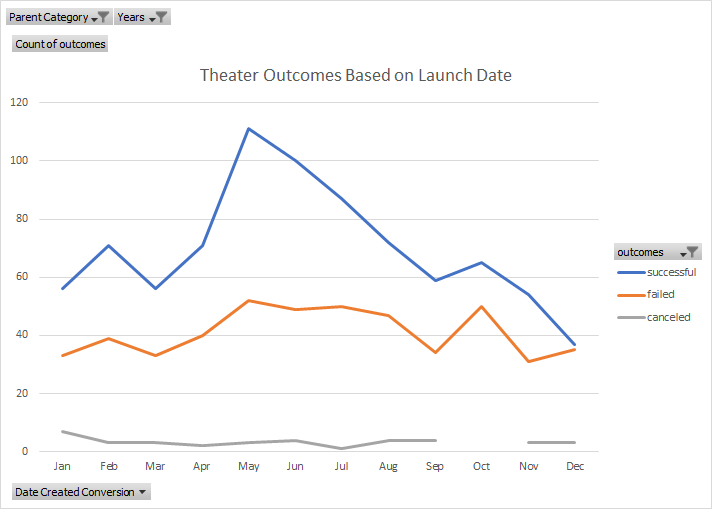 Parent Category Years
Count of outcomes
Theater Outcomes Based on Launch Date
120
100
80
60
40
20
0
Jan Feb Mar Apr May Jun Jul Aug Sep Oct Nov Dec
outcomes
successful
failed
canceled
Date Created Conversion